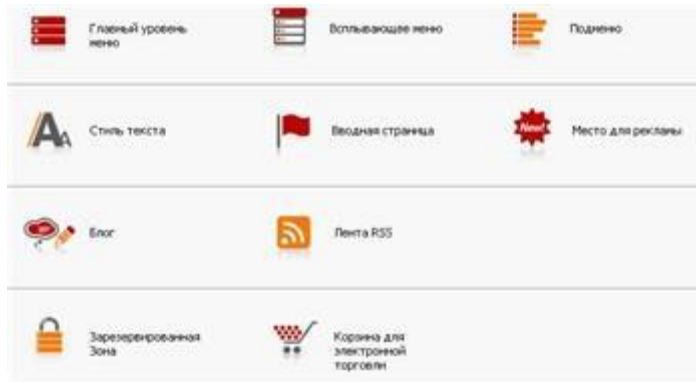 Главный уровень
меню
Всплывающее меню
Подменю
Стиль текста
Вводная страница
New!
Место для рекламы
Блог
Лента RSS
Зарезервированная
Зона
Корзина для
электронной
торговли